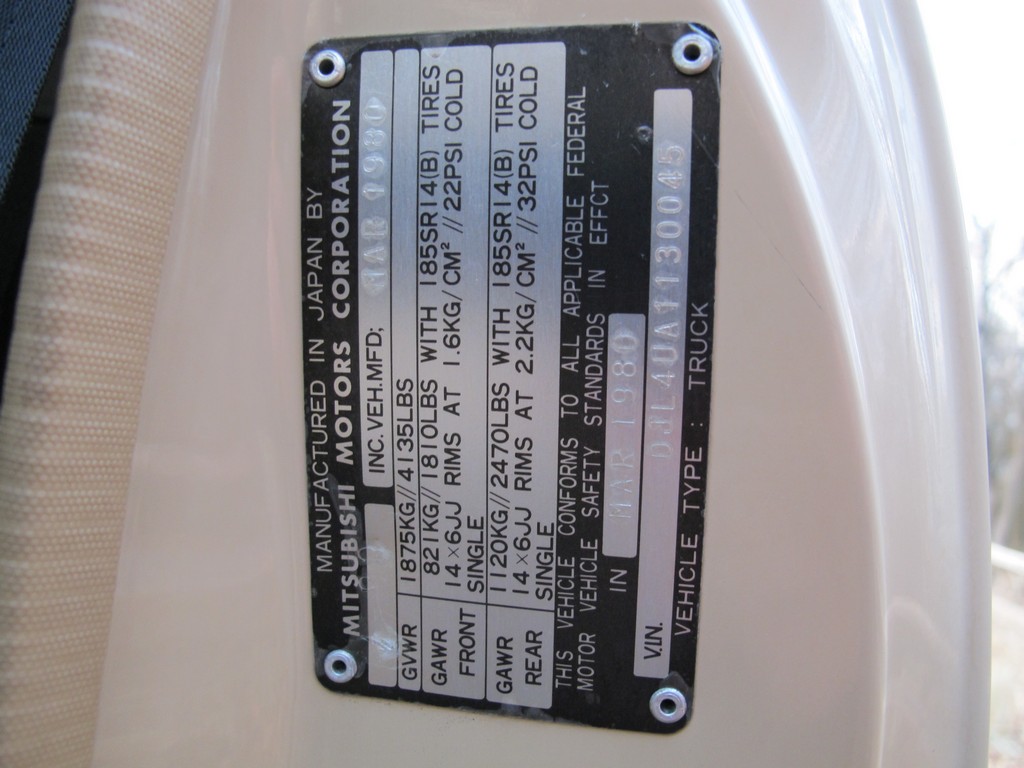 MANUFACTURED IN JAPAN BY
MITSUBISHI MOTORS CORPORATION
INC. VEH.MFD; MAR 1980
GVWR 1875KG//4135LBS
GAWR 821KG//1810LBS WITH 185SR14(B) TIRES
FRONT 14×6JJ RIMS AT 1.6KG/CM²//22PSI COLD
SINGLE
GAWR 1120KG//2470LBS WITH 185SR14(B) TIRES
REAR 14×6JJ RIMS AT 2.2KG/CM²//32PSI COLD
SINGLE
THIS VEHICLE CONFORMS TO ALL APPLICABLE FEDERAL
MOTOR VEHICLE SAFETY STANDARDS IN EFFCT
IN MAR 1980
V.I.N. DJL4UA1130045
VEHICLE TYPE : TRUCK